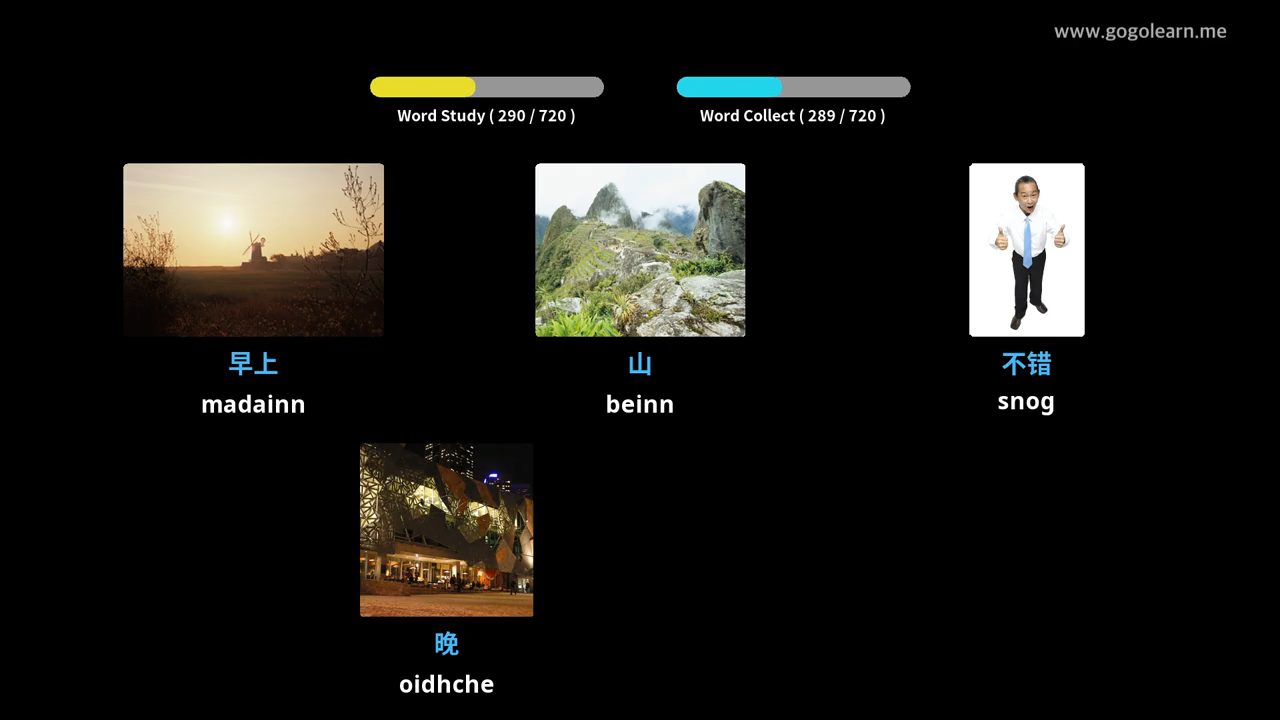 www.gogolearn.me
Word Study ( 290 / 720 )
Word Collect ( 289 / 720 )
早上
madainn
山
beinn
不错
snog
晚
oidhche